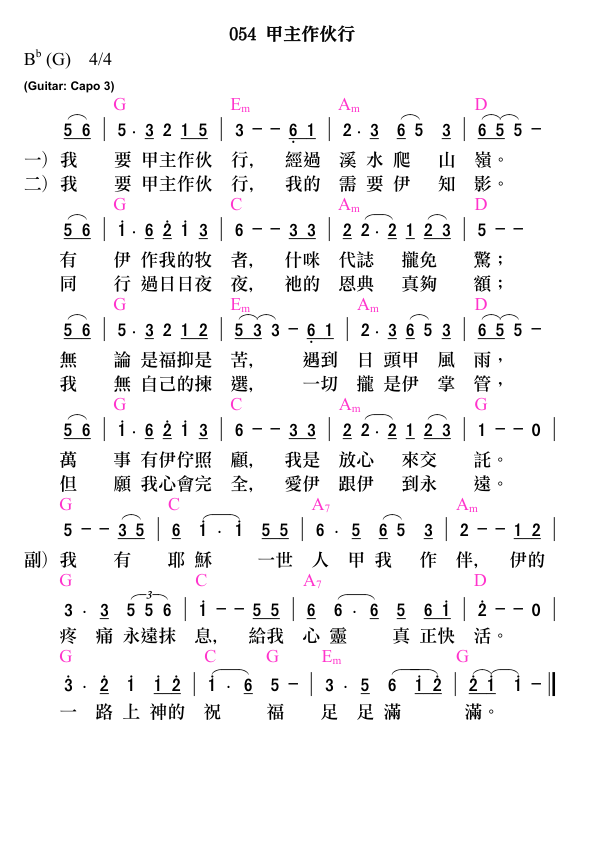 054 甲主作伙行
B♭ (G) 4/4
(Guitar: Capo 3)
G Em Am D
5 6 | 5 . 3 2 1 5 | 3 − − 6 1 | 2 . 3 6 5 3 | 6 5 5 −
一) 我 要 甲主作伙 行, 經過 溪 水 爬 山 嶺。
二) 我 要 甲主作伙 行, 我的 需 要 伊 知 影。
G C Am D
5 6 | i . 6 2 i 3 | 6 − − 3 3 | 2 2 . 2 1 2 3 | 5 − −
有 伊 作我的牧 者, 什咪 代誌 攏免 驚;
同 行 過日日夜 夜, 祂的 恩典 真夠 額;
G Em Am D
5 6 | 5 . 3 2 1 2 | 5 3 3 − 6 1 | 2 . 3 6 5 3 | 6 5 5 −
無 論 是福抑是 苦, 遇到 日 頭甲 風 雨,
我 無 自己的揀 選, 一切 攏 是伊 掌 管,
G C Am G
5 6 | i . 6 2 i 3 | 6 − − 3 3 | 2 2 . 2 1 2 3 | 1 − − 0 |
萬 事 有伊佇照 顧, 我是 放心 來交 託。
但 願 我心會完 全, 愛伊 跟伊 到永 遠。
G C A7 Am
5 − − 3 5 | 6 i . i 5 5 | 6 . 5 6 5 3 | 2 − − 1 2 |
副) 我 有 耶 穌 一世 人 甲 我 作 伴, 伊的
G C A7 D
3 . 3 5 5 6 | i − − 5 5 | 6 6 . 6 5 6 i | 2 − − 0 |
3
疼 痛 永遠抹 息, 給我 心 靈 真 正快 活。
G C G Em G
3 . 2 i i 2 | i . 6 5 − | 3 . 5 6 i 2 | 2 i i − ‖
一 路 上 神的 祝 福 足 足 滿 滿。